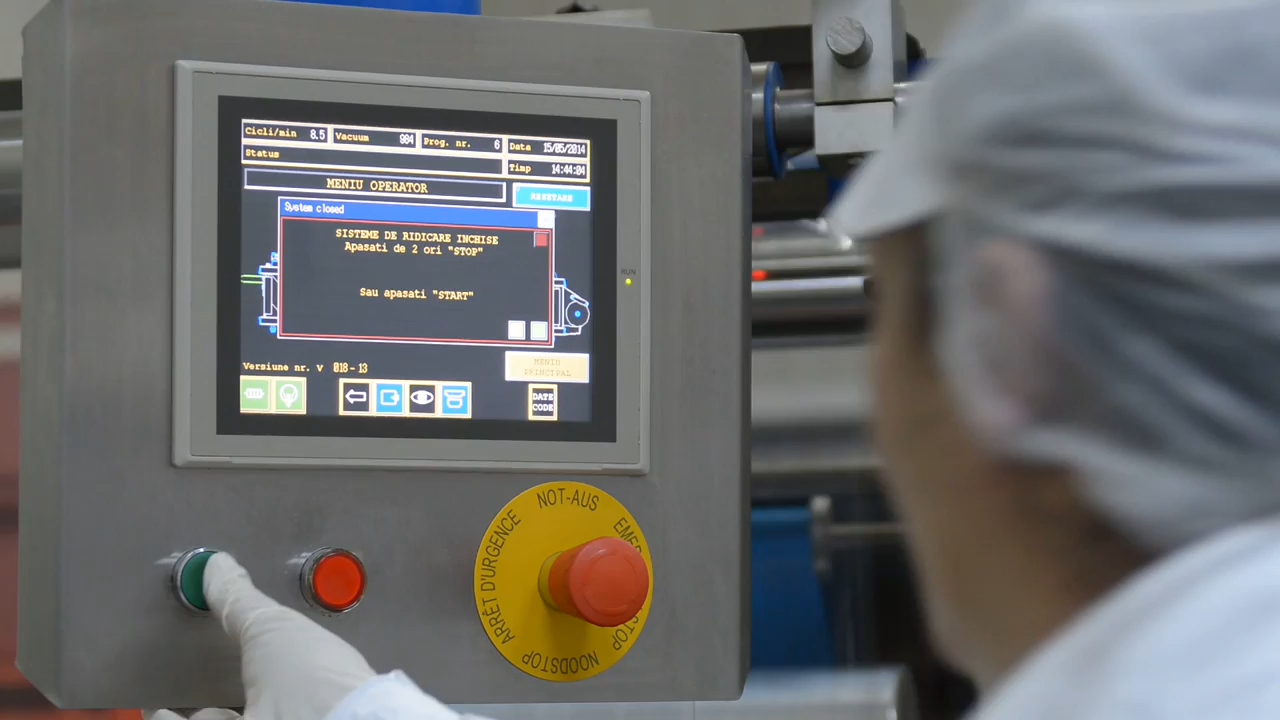 Cicli/min 8.5 Vacuum 984 Prog. nr. 6 Data 15/05/2014
Status Timp 14:44:04
MENIU OPERATOR RESETARE
System closed
SISTEME DE RIDICARE INCHISE
Apasati de 2 ori "STOP"
Sau apasati "START"
Versiune nr. V 018-13
MENIU
PRINCIPAL
DATE
CODE
RUN
NOT-AUS
ARRÊT D'URGENCE
NOODSTOP
STOP